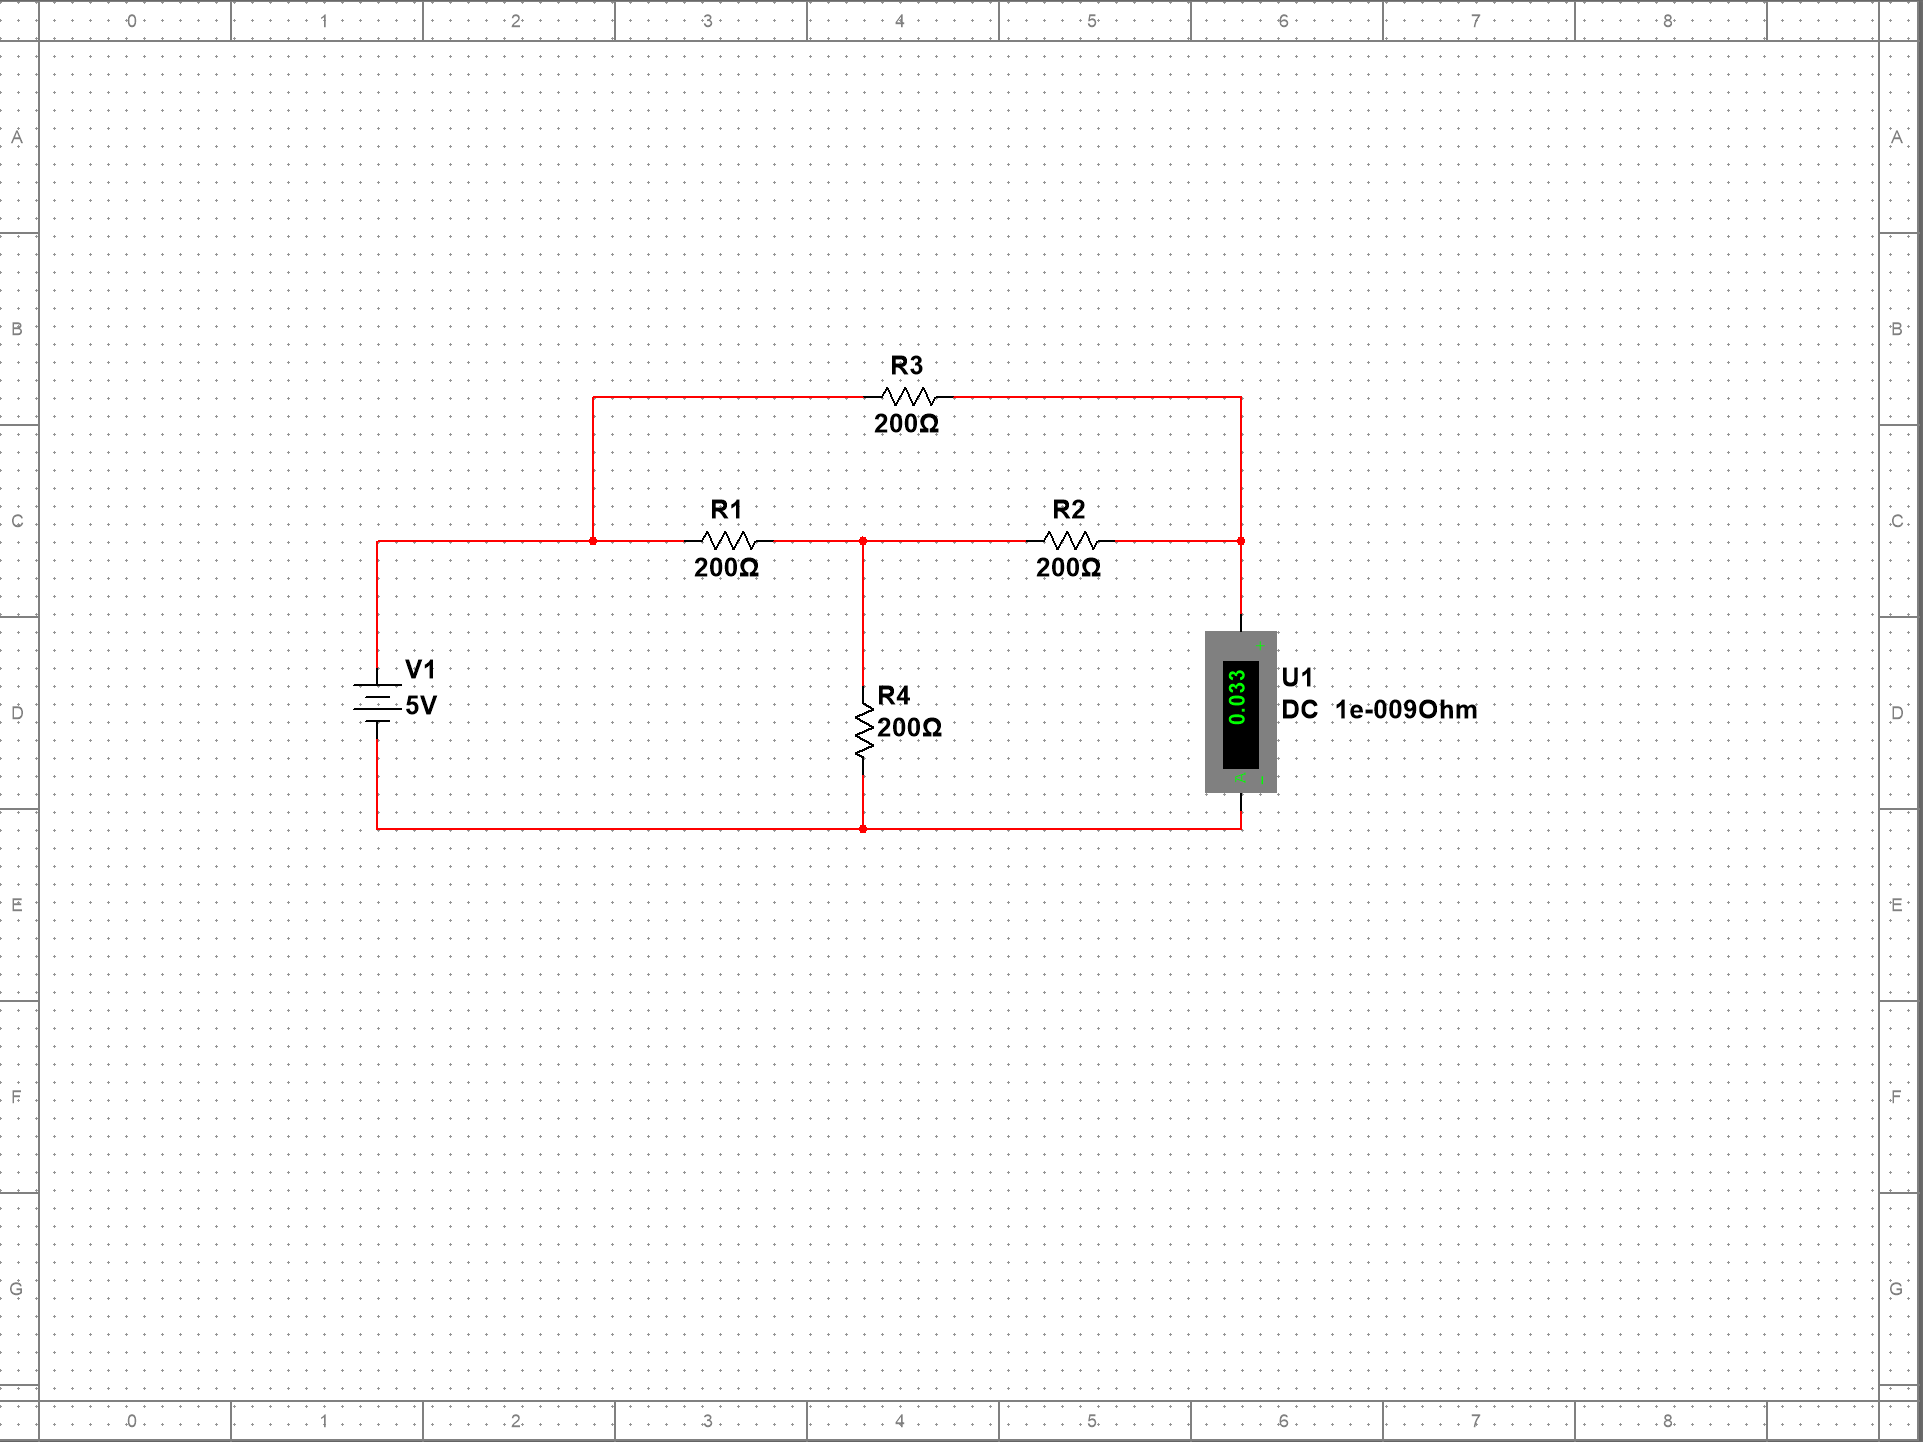 0 1 2 3 4 5 6 7 8
A A
B B
R3
200Ω
C C
R1 R2
200Ω 200Ω
V1
5V
D D
R4
200Ω
+
0.033
A -
U1
DC 1e-009Ohm
E E
F F
G G
0 1 2 3 4 5 6 7 8